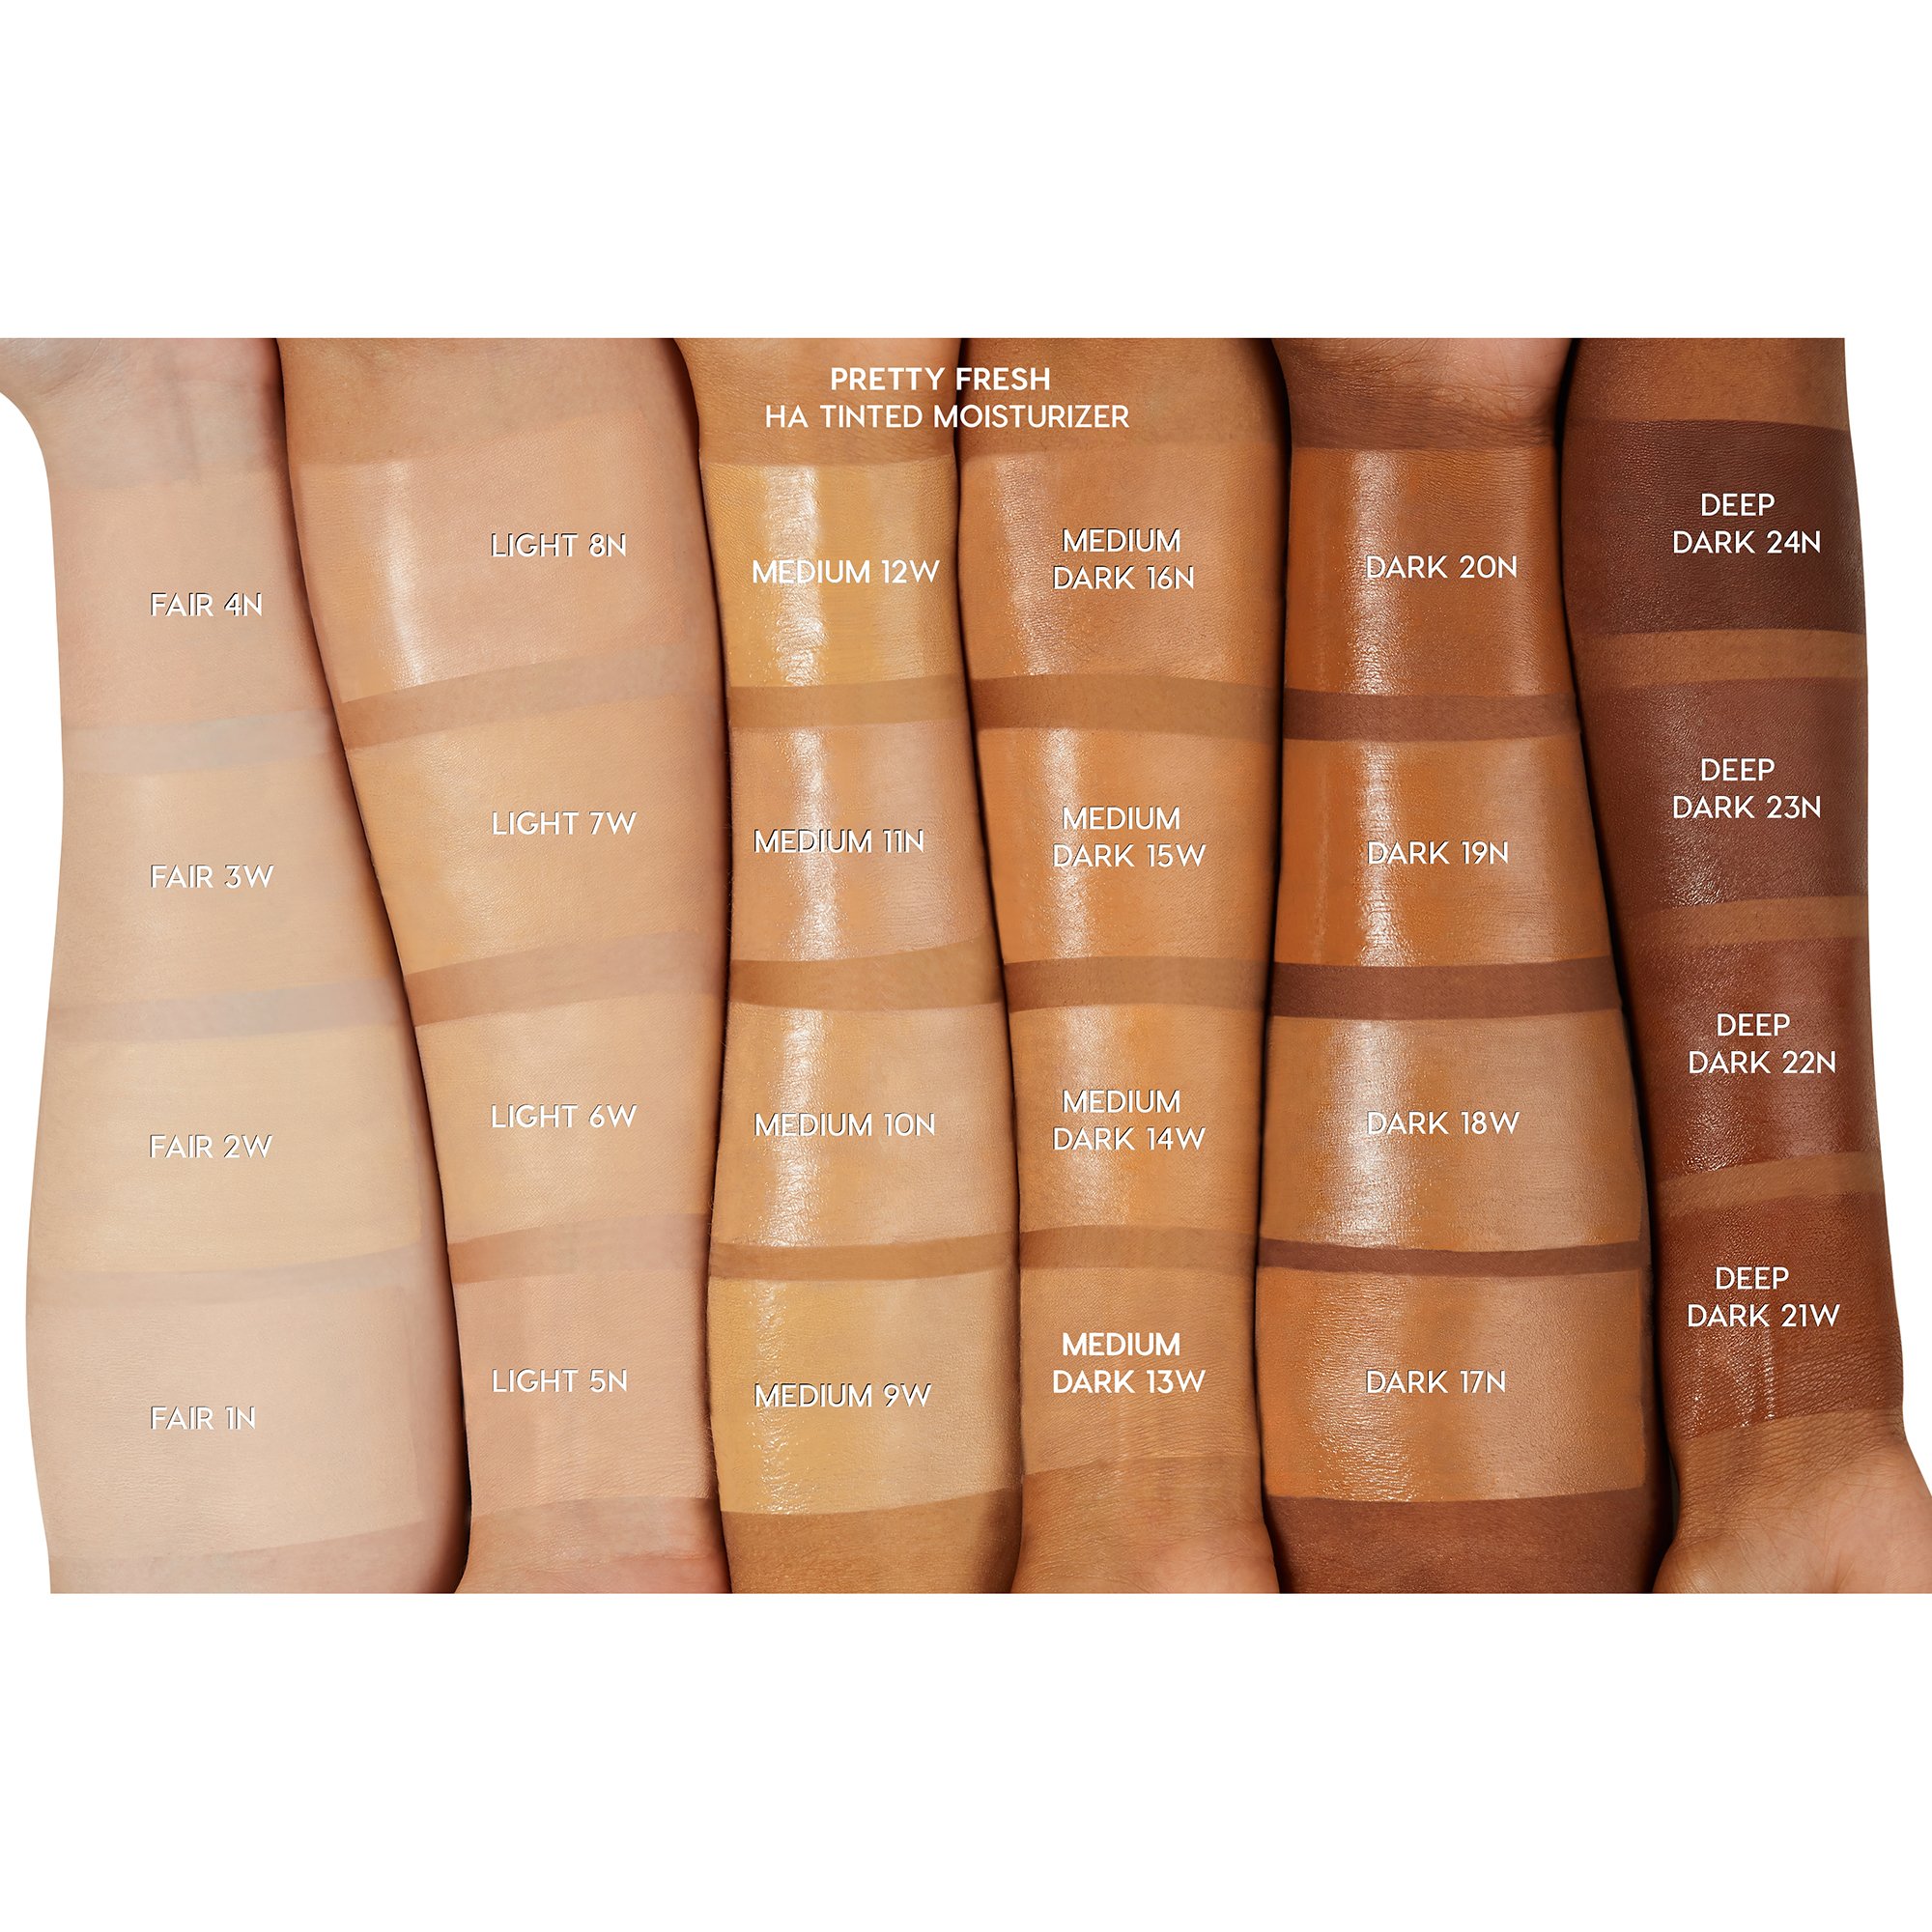 PRETTY FRESH
HA TINTED MOISTURIZER
FAIR 4N
FAIR 3W
FAIR 2W
FAIR 1N
LIGHT 8N
LIGHT 7W
LIGHT 6W
LIGHT 5N
MEDIUM 12W
MEDIUM 11N
MEDIUM 10N
MEDIUM 9W
MEDIUM
DARK 16N
MEDIUM
DARK 15W
MEDIUM
DARK 14W
MEDIUM
DARK 13W
DARK 20N
DARK 19N
DARK 18W
DARK 17N
DEEP
DARK 24N
DEEP
DARK 23N
DEEP
DARK 22N
DEEP
DARK 21W